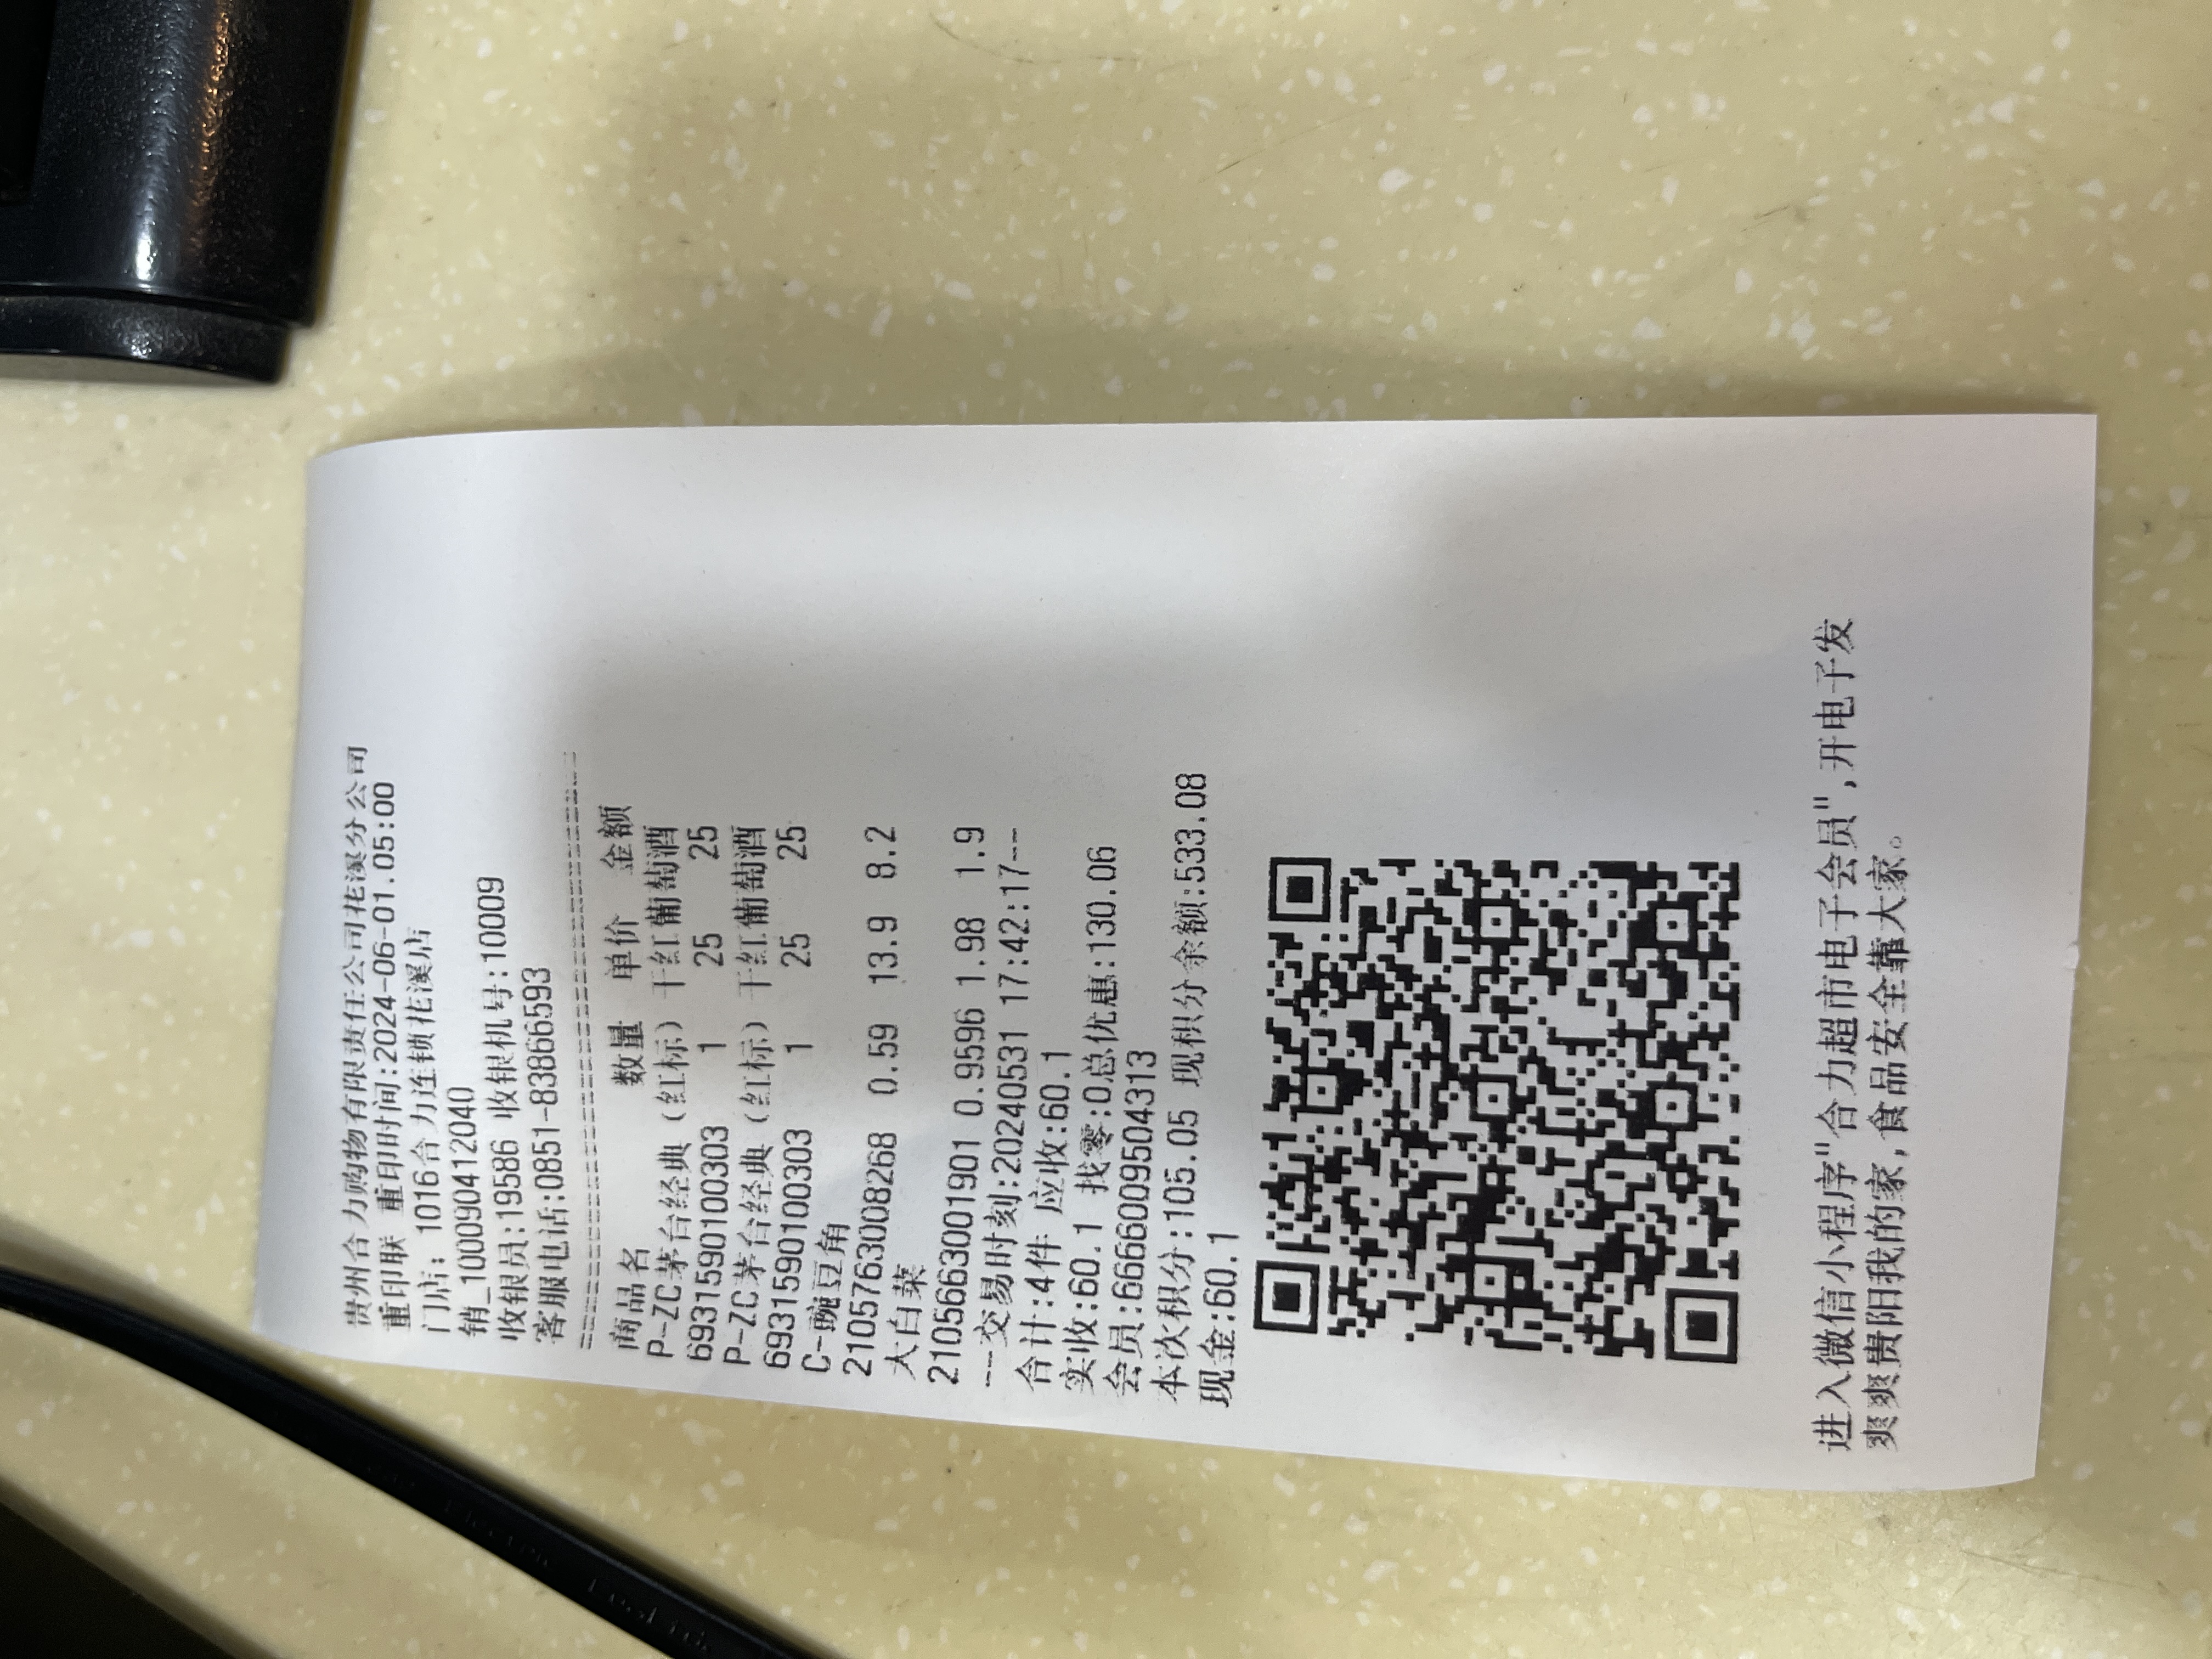 贵州合力购物有限责任公司花溪分公司
重印联 重印时间:2024-06-01.05:00
门店: 1016合力连锁花溪店
销_100090412040
收银员:19586 收银机号:10009
客服电话:0851-83866593
商品名 数量 单价 金额
P-ZC茅台经典(红标)干红葡萄酒
6931590100303 1 25 25
P-ZC茅台经典(红标)干红葡萄酒
6931590100303 1 25 25
C-豌豆角
2105763008268 0.59 13.9 8.2
大白菜
2105663001901 0.9596 1.98 1.9
---交易时刻:20240531 17:42:17--
合计:4件 应收:60.1
实收:60.1 找零:0总优惠:130.06
会员:6666009504313
本次积分:105.05 现积分余额:533.08
现金:60.1
进入微信小程序"合力超市电子会员",开电子发
爽爽贵阳我的家,食品安全靠大家。